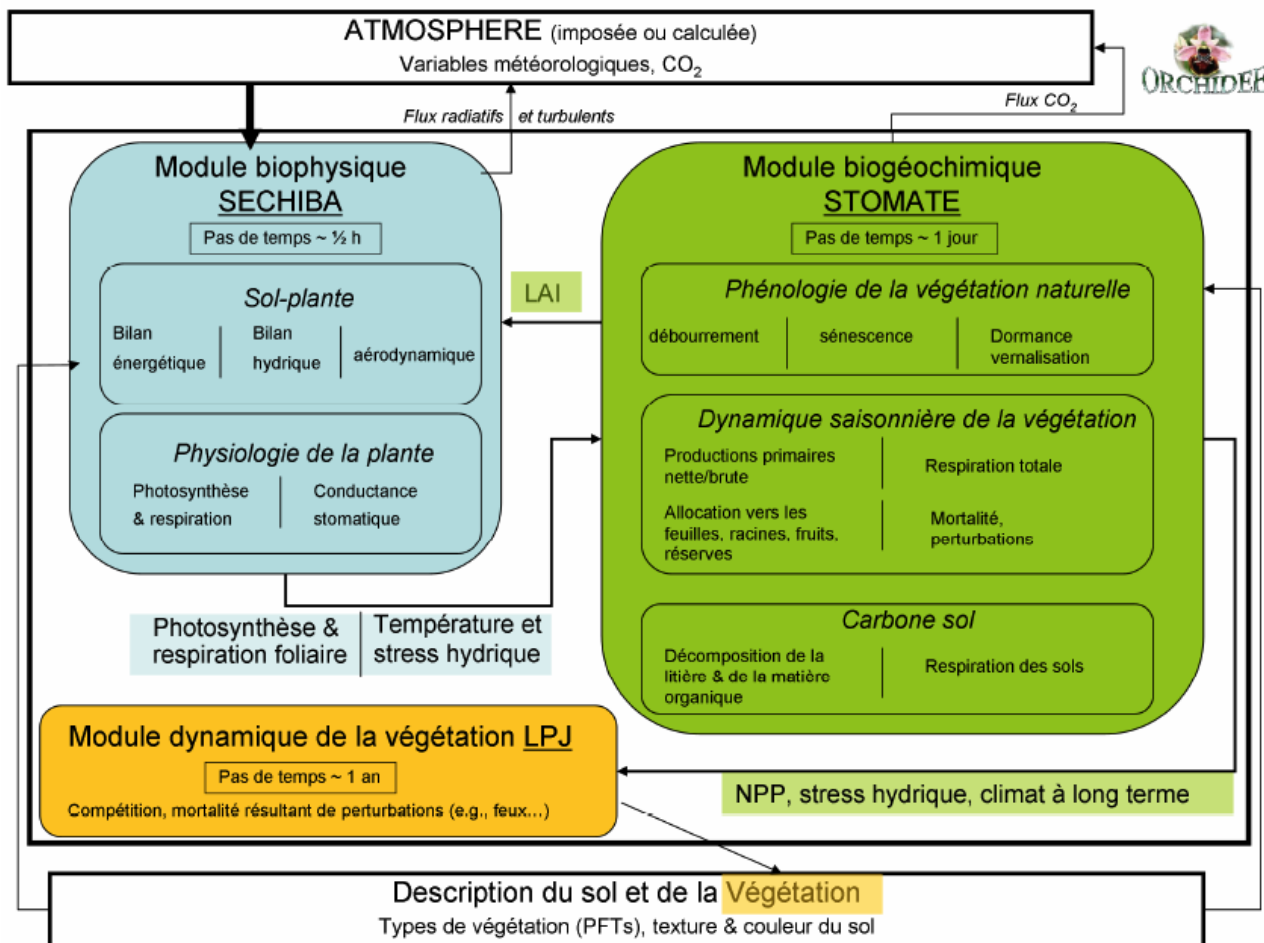 ATMOSPHERE (imposée ou calculée)
Variables météorologiques, CO₂
ORCHIDEE
Flux radiatifs et turbulents
Flux CO₂
Module biophysique
SECHIBA
Pas de temps ~ ½ h
Sol-plante
Bilan
énergétique
Bilan
hydrique
aérodynamique
Physiologie de la plante
Photosynthèse
& respiration
Conductance
stomatique
LAI
Module biogéochimique
STOMATE
Pas de temps ~ 1 jour
Phénologie de la végétation naturelle
débourrement
sénescence
Dormance
vernalisation
Dynamique saisonnière de la végétation
Productions primaires
nette/brute
Respiration totale
Allocation vers les
feuilles, racines, fruits,
réserves
Mortalité,
perturbations
Carbone sol
Décomposition de la
litière & de la matière
organique
Respiration des sols
Photosynthèse &
respiration foliaire
Température et
stress hydrique
Module dynamique de la végétation LPJ
Pas de temps ~ 1 an
Compétition, mortalité résultant de perturbations (e.g., feux...)
NPP, stress hydrique, climat à long terme
Description du sol et de la Végétation
Types de végétation (PFTs), texture & couleur du sol